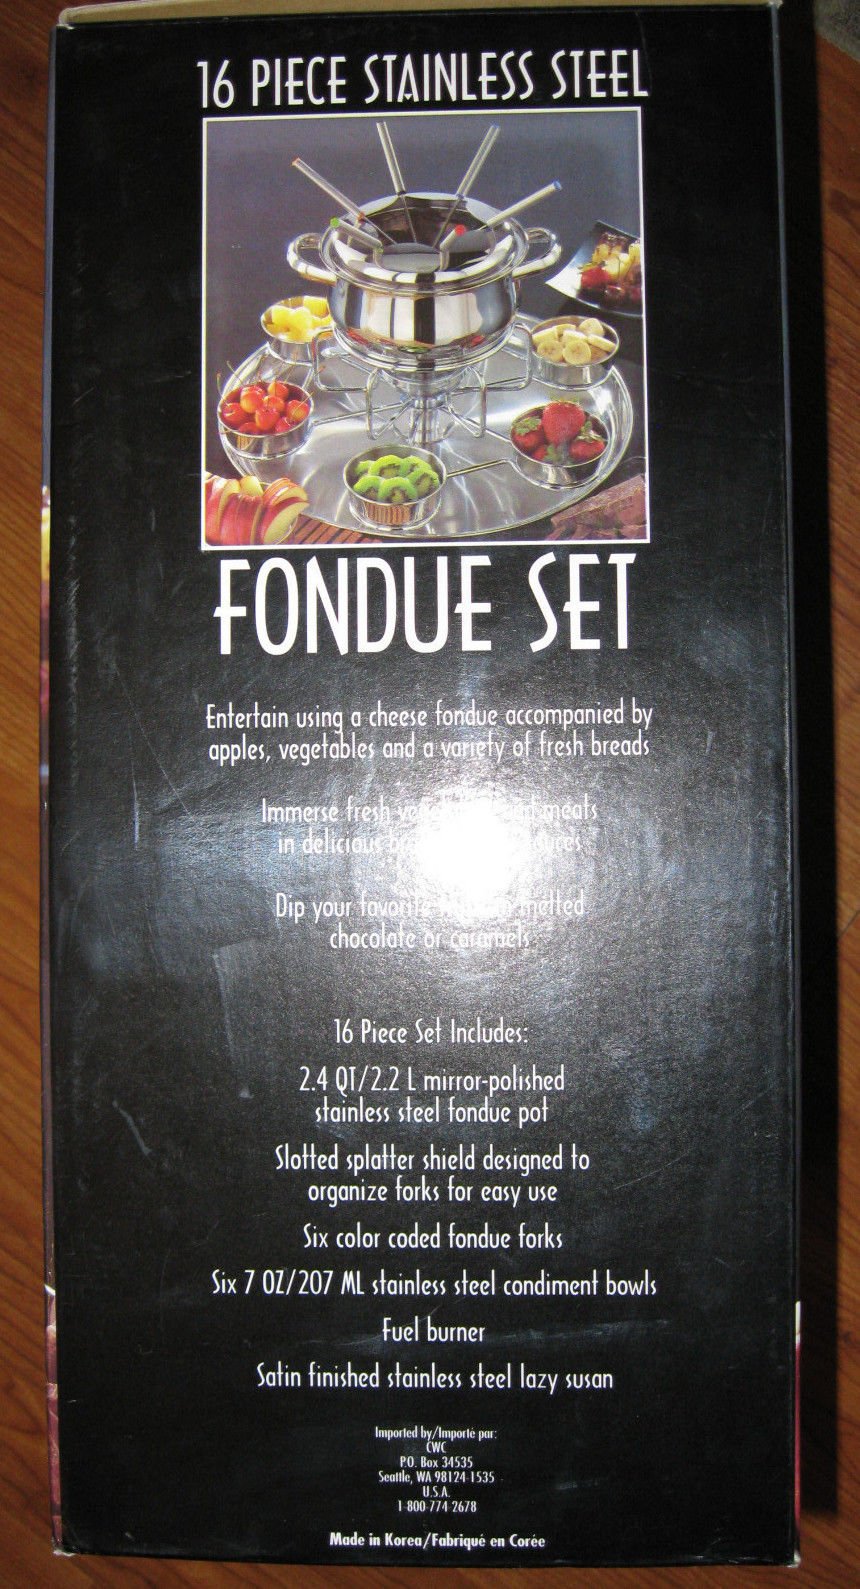 16 PIECE STAINLESS STEEL
FONDUE SET
Entertain using a cheese fondue accompanied by
apples, vegetables and a variety of fresh breads
Immerse fresh meats
in delicious
Dip your favorite melted
chocolate or caramels
16 Piece Set Includes:
2.4 QT/2.2 L mirror-polished
stainless steel fondue pot
Slotted splatter shield designed to
organize forks for easy use
Six color coded fondue forks
Six 7 OZ/207 ML stainless steel condiment bowls
Fuel burner
Satin finished stainless steel lazy susan
Imported by/Importé par:
CWC
P.O. Box 34535
Seattle, WA 98124-1535
U.S.A.
1-800-774-2678
Made in Korea/Fabriqué en Corée